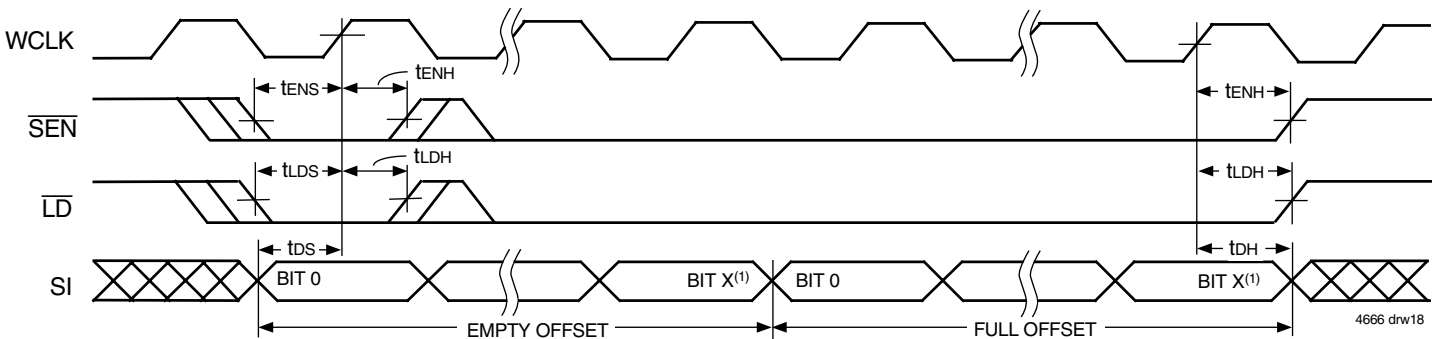 WCLK
tENS
tENH
tENH
SEN
tLDS
tLDH
tLDH
LD
tDS
tDH
SI
BIT 0
BIT X(1)
BIT 0
BIT X(1)
EMPTY OFFSET
FULL OFFSET
4666 drw18